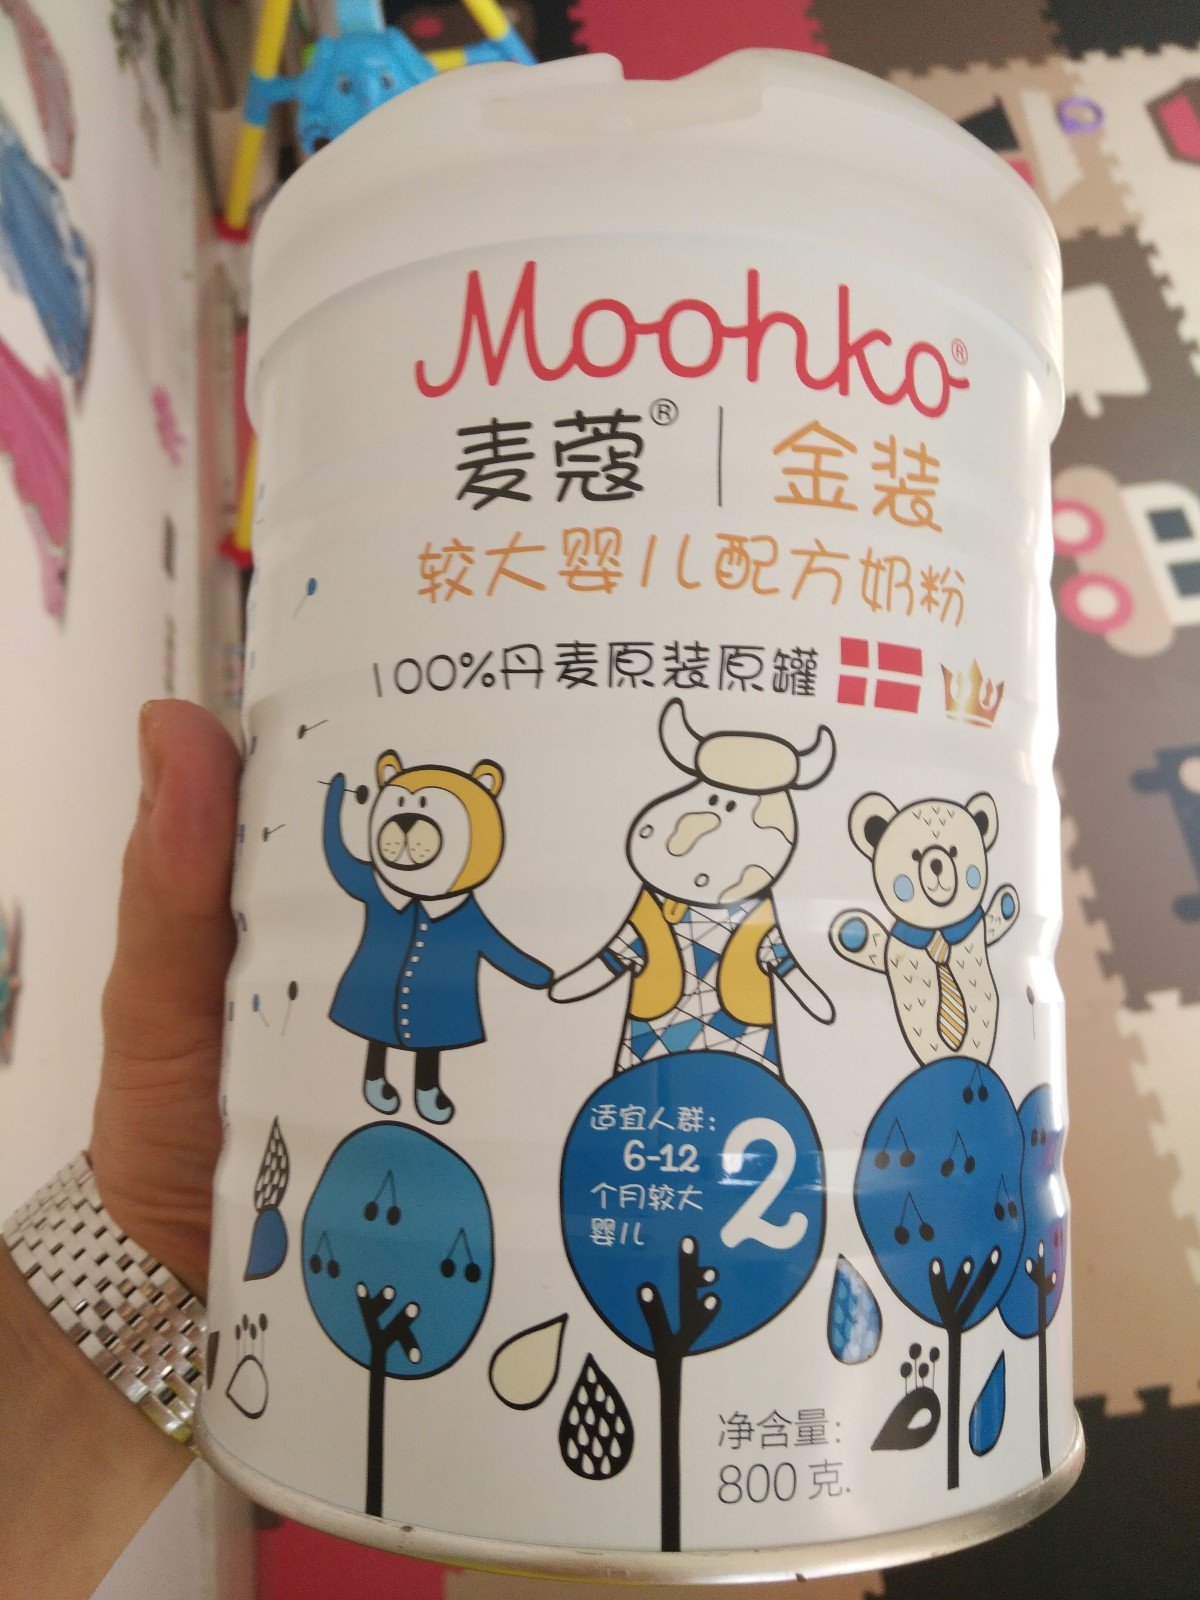 Moohko®
麦蔻® | 金装
较大婴儿配方奶粉
100%丹麦原装原罐
适宜人群:
6-12
个月较大
婴儿
2
净含量:
800克.